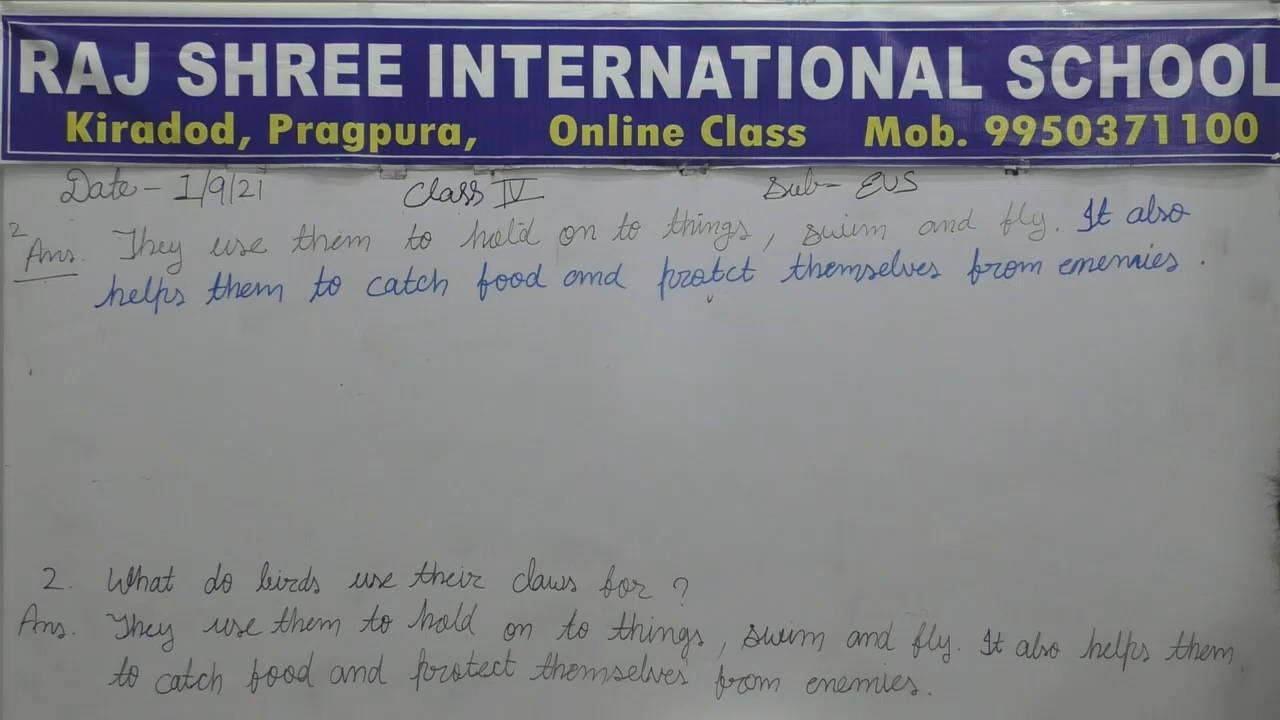 RAJ SHREE INTERNATIONAL SCHOOL
Kiradod, Pragpura, Online Class Mob. 9950371100
Date - 1/9/21 Class IV Sub- EVS
2 Ans. They use them to hold on to things, swim and fly. It also
helps them to catch food and protct themselves from enemies.
2. What do birds use their claws for?
Ans. They use them to hold on to things, swim and fly. It also helps them
to catch food and protect themselves from enemies.